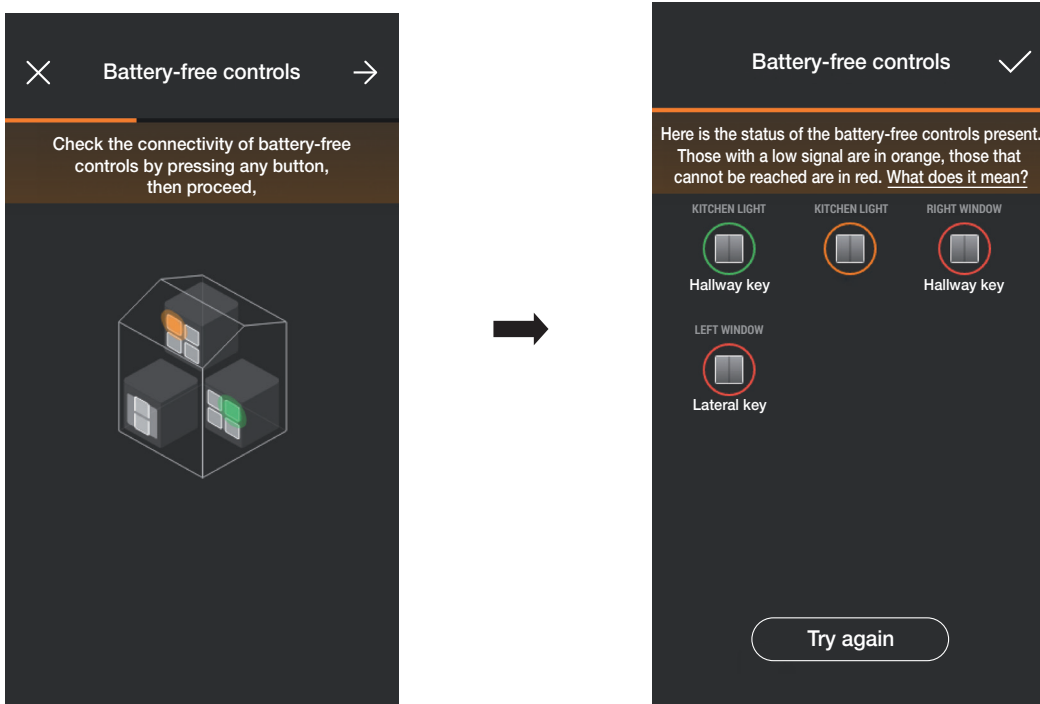 Battery-free controls
Check the connectivity of battery-free
controls by pressing any button,
then proceed,
Battery-free controls
Here is the status of the battery-free controls present.
Those with a low signal are in orange, those that
cannot be reached are in red. What does it mean?
KITCHEN LIGHT
KITCHEN LIGHT
RIGHT WINDOW
Hallway key
Hallway key
LEFT WINDOW
Lateral key
Try again